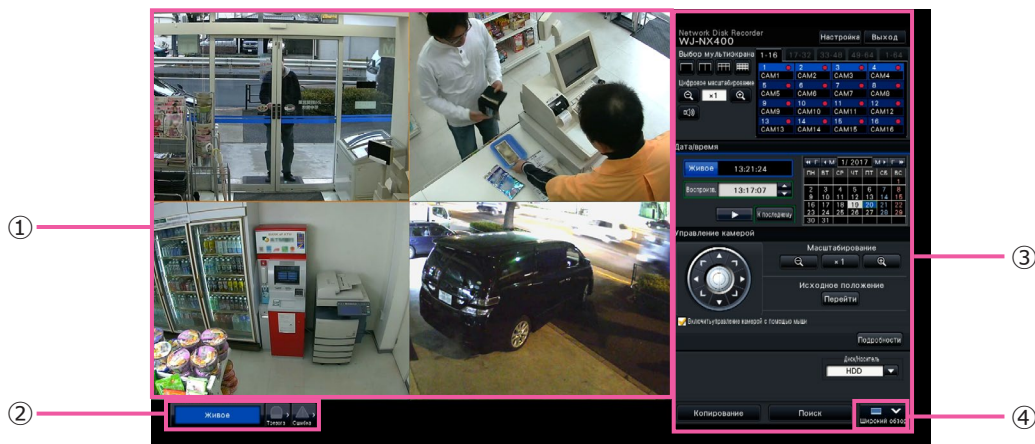 Network Disk Recorder
WJ-NX400
Настройка Выход
Выбор мультиэкрана 1-16 17-32 33-48 49-64 1-64
1 2 3 4
CAM1 CAM2 CAM3 CAM4
Цифровое масштабирование
×1
5 6 7 8
CAM5 CAM6 CAM7 CAM8
9 10 11 12
CAM9 CAM10 CAM11 CAM12
13 14 15 16
CAM13 CAM14 CAM15 CAM16
Дата/время
Живое 13:21:24
Г М 1/ 2017 М Г
ПН ВТ СР ЧТ ПТ СБ ВС
1
Воспроизв. 13:17:07
2 3 4 5 6 7 8
9 10 11 12 13 14 15
16 17 18 19 20 21 22
К последнему
23 24 25 26 27 28 29
30 31
①
Управление камерой
③
Масштабирование
×1
Исходное положение
Перейти
Включить управление камерой с помощью мыши
Подробности
Диск/Носитель
HDD
②
Живое
Тревога Ошибка
Копирование Поиск
Широкий обзор
④